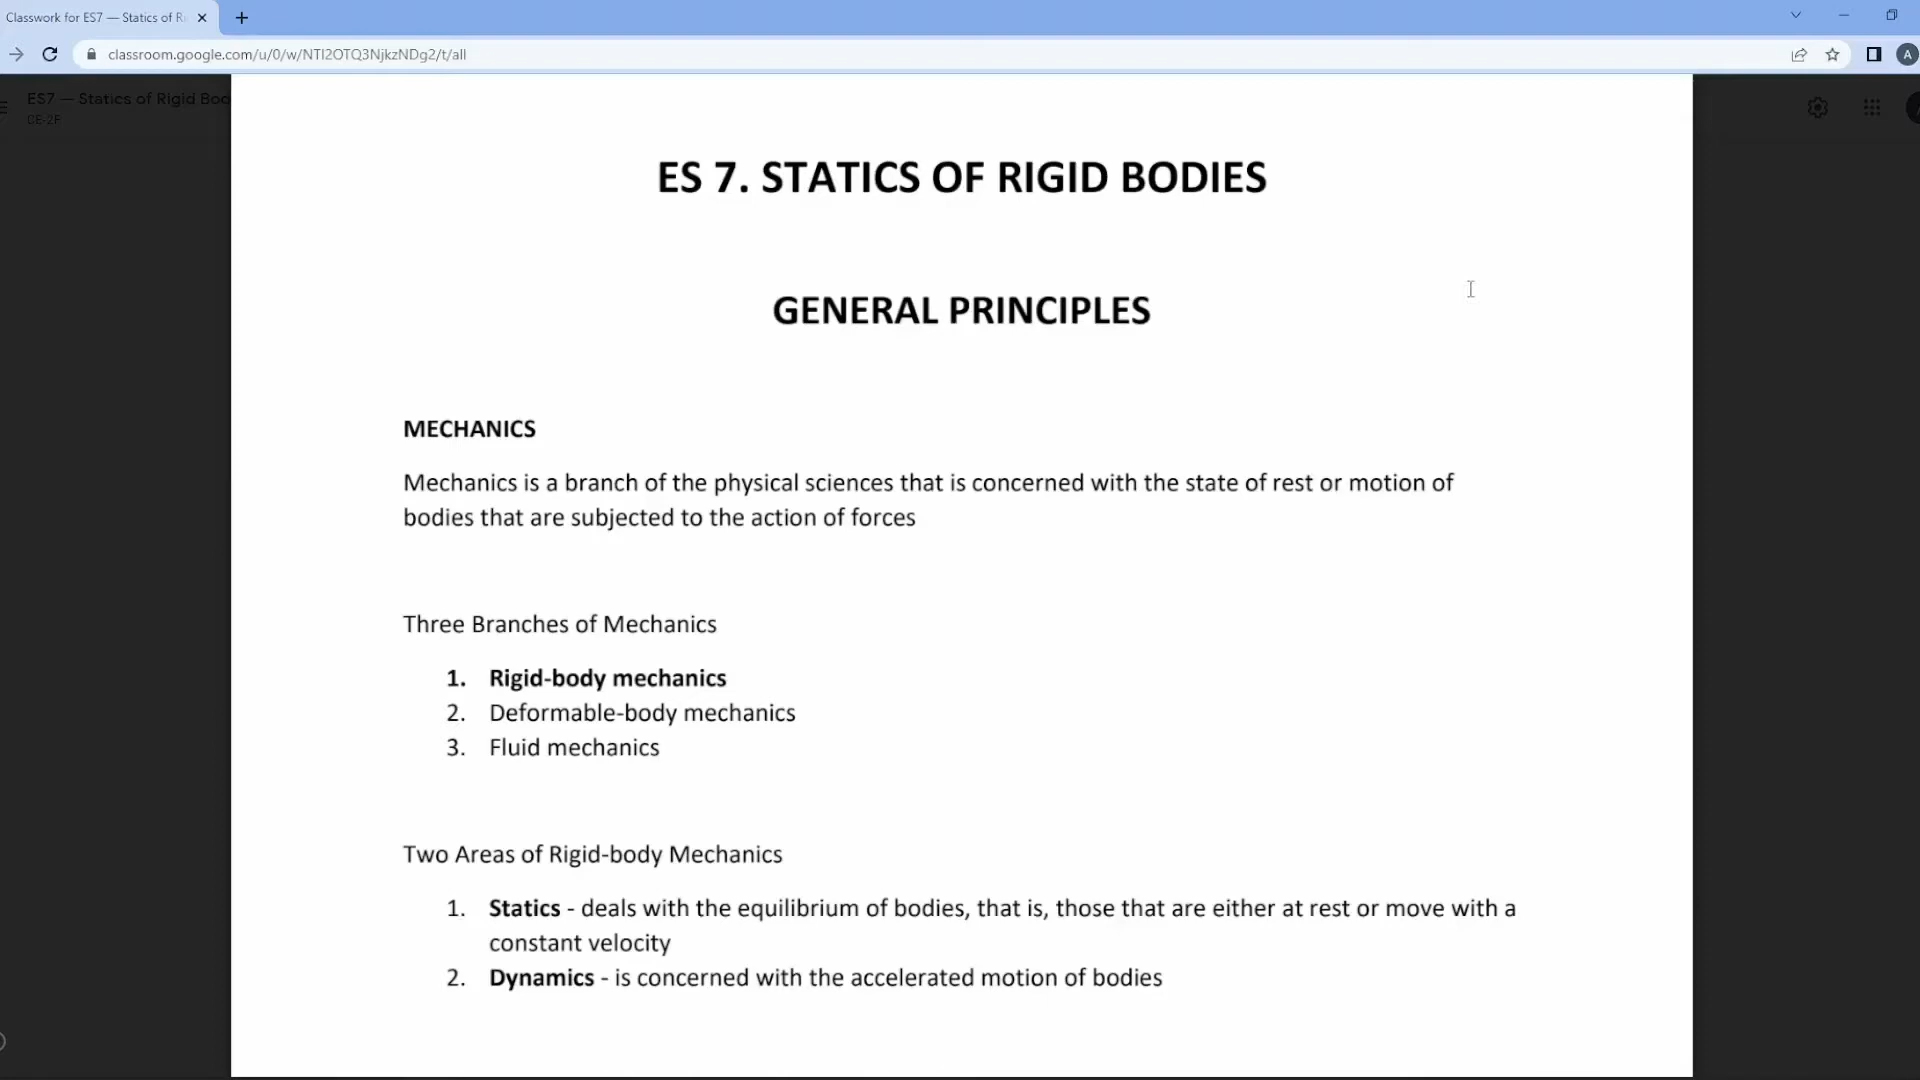 Classwork for ES7 — Statics of Ri
classroom.google.com/u/0/w/NTI2OTQ3NjkzNDg2/t/all
A
ES7 — Statics of Rigid Bod
CE-2F
ES 7. STATICS OF RIGID BODIES
GENERAL PRINCIPLES
MECHANICS
Mechanics is a branch of the physical sciences that is concerned with the state of rest or motion of
bodies that are subjected to the action of forces
Three Branches of Mechanics
1. Rigid-body mechanics
2. Deformable-body mechanics
3. Fluid mechanics
Two Areas of Rigid-body Mechanics
1. Statics - deals with the equilibrium of bodies, that is, those that are either at rest or move with a
constant velocity
2. Dynamics - is concerned with the accelerated motion of bodies